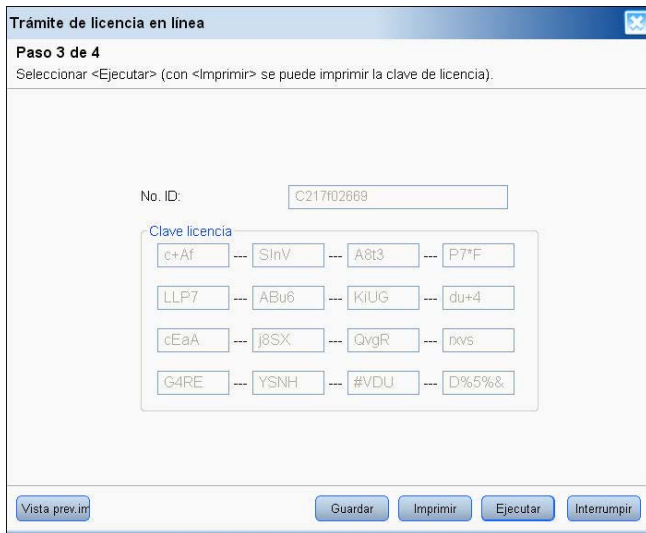 Trámite de licencia en línea
Paso 3 de 4
Seleccionar <Ejecutar> (con <Imprimir> se puede imprimir la clave de licencia).
No. ID: C217f02669
Clave licencia
c+Af --- SInV --- A8t3 --- P7*F
LLP7 --- ABu6 --- KiUG --- du+4
cEaA --- j8SX --- QvgR --- rxvs
G4RE --- YSNH --- #VDU --- D%5%&
Vista prev.im Guardar Imprimir Ejecutar Interrumpir